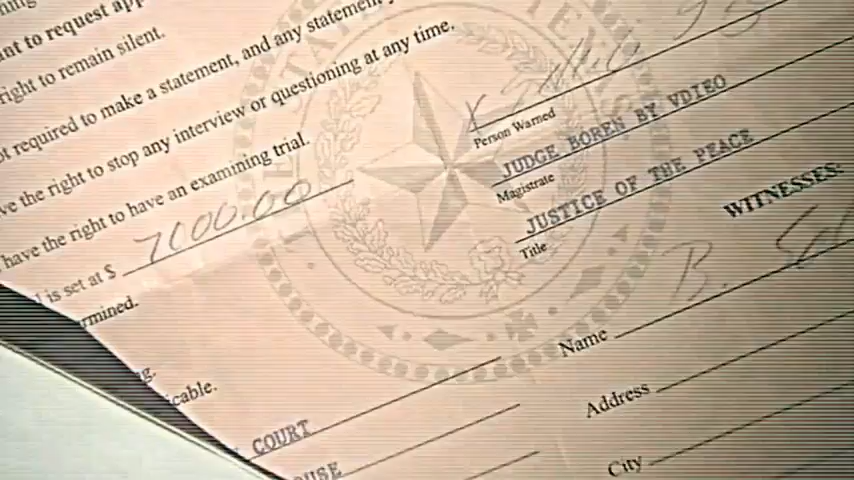 ant to request app
right to remain silent.
ot required to make a statement, and any statement
ve the right to stop any interview or questioning at any time.
have the right to have an examining trial.
l is set at $ 7000.00
rmined.
icable.
COURT
OUSE
Person Warned
JUDGE BOREN BY VDIEO
Magistrate
JUSTICE OF THE PEACE
Title
WITNESSES:
B.
Name
Address
City